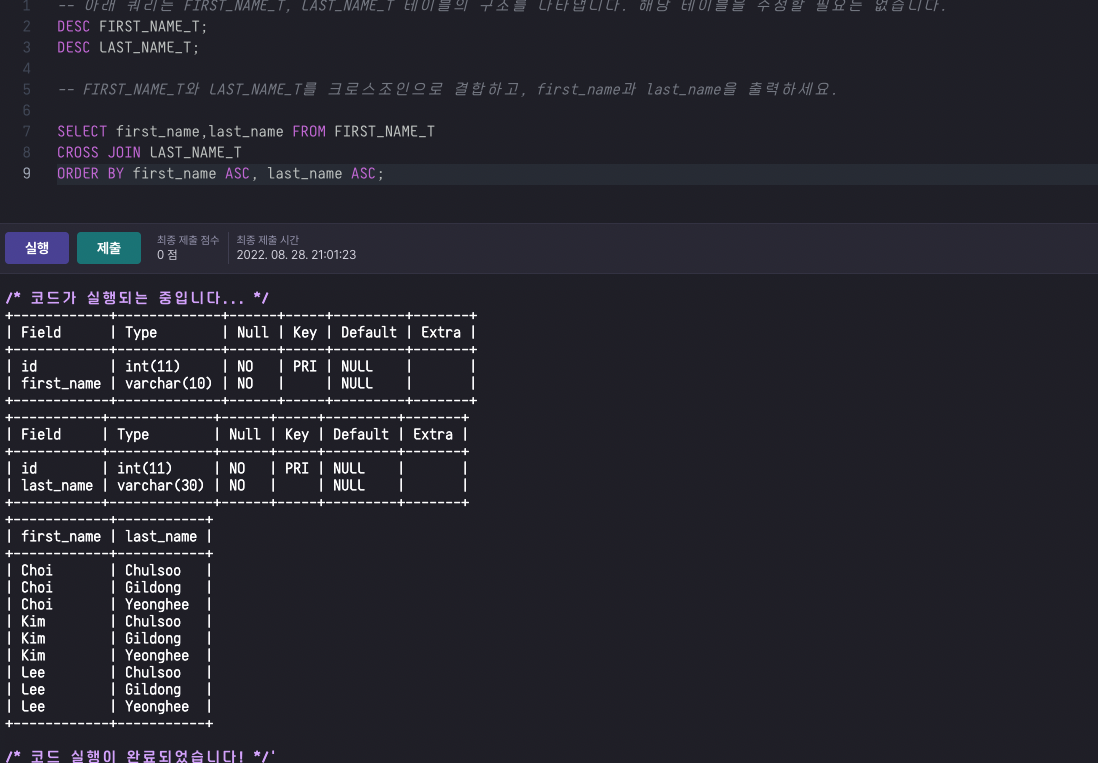 1 -- 아래 쿼리는 FIRST_NAME_T, LAST_NAME_T 테이블의 구조를 나타냅니다. 해당 테이블을 수정할 필요는 없습니다.
2 DESC FIRST_NAME_T;
3 DESC LAST_NAME_T;
4
5 -- FIRST_NAME_T와 LAST_NAME_T를 크로스조인으로 결합하고, first_name과 last_name을 출력하세요.
6
7 SELECT first_name,last_name FROM FIRST_NAME_T
8 CROSS JOIN LAST_NAME_T
9 ORDER BY first_name ASC, last_name ASC;
실행 제출 최종 제출 점수 최종 제출 시간
0 점 2022. 08. 28. 21:01:23
/* 코드가 실행되는 중입니다... */
+------------+-------------+------+-----+---------+-------+
| Field      | Type        | Null | Key | Default | Extra |
+------------+-------------+------+-----+---------+-------+
| id         | int(11)     | NO   | PRI | NULL    |       |
| first_name | varchar(10) | NO   |     | NULL    |       |
+------------+-------------+------+-----+---------+-------+
+-----------+-------------+------+-----+---------+-------+
| Field     | Type        | Null | Key | Default | Extra |
+-----------+-------------+------+-----+---------+-------+
| id        | int(11)     | NO   | PRI | NULL    |       |
| last_name | varchar(30) | NO   |     | NULL    |       |
+-----------+-------------+------+-----+---------+-------+
+------------+-----------+
| first_name | last_name |
+------------+-----------+
| Choi       | Chulsoo   |
| Choi       | Gildong   |
| Choi       | Yeonghee  |
| Kim        | Chulsoo   |
| Kim        | Gildong   |
| Kim        | Yeonghee  |
| Lee        | Chulsoo   |
| Lee        | Gildong   |
| Lee        | Yeonghee  |
+------------+-----------+
/* 코드 실행이 완료되었습니다! */'